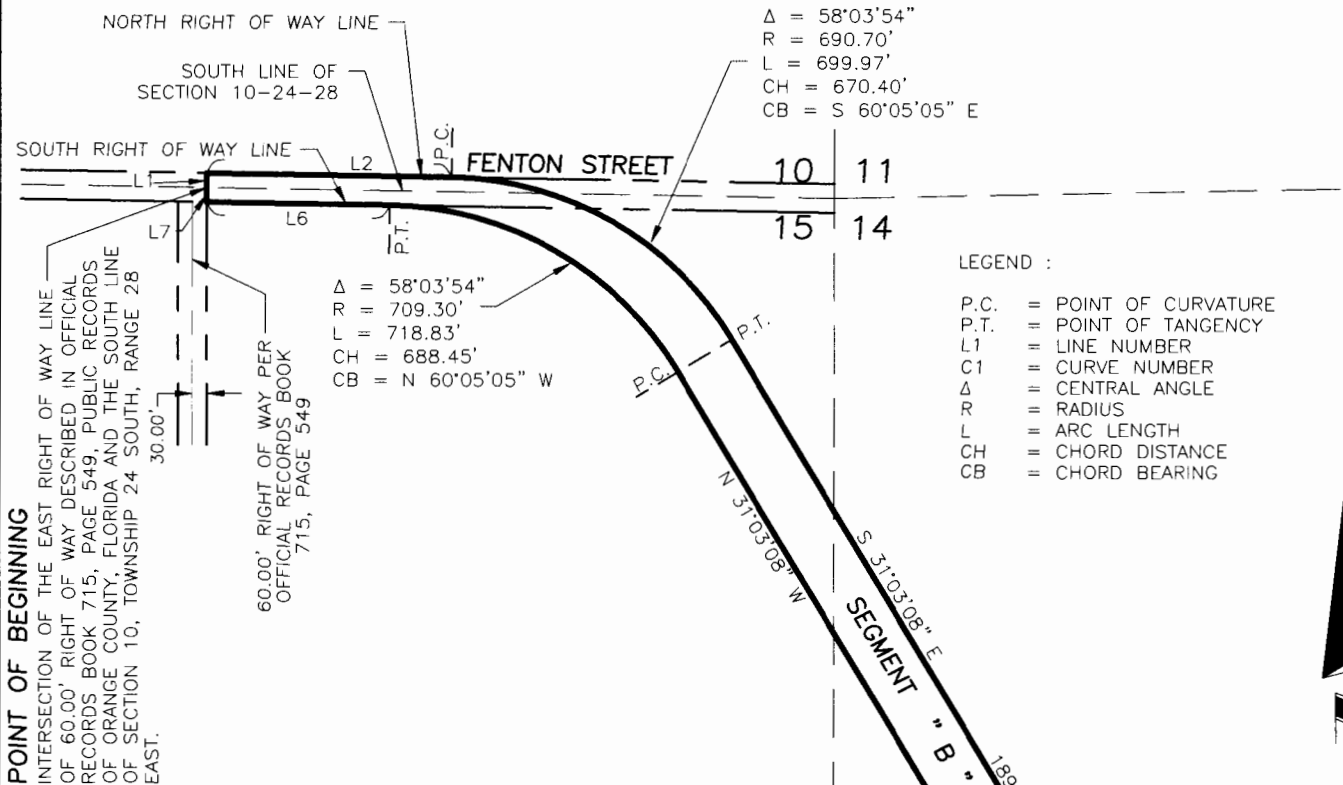 NORTH RIGHT OF WAY LINE
SOUTH LINE OF
SECTION 10-24-28
SOUTH RIGHT OF WAY LINE
Δ = 58°03'54"
R = 690.70'
L = 699.97'
CH = 670.40'
CB = S 60°05'05" E
L1
L2
P.C.
FENTON STREET
10
11
15
14
L7
L6
P.T.
Δ = 58°03'54"
R = 709.30'
L = 718.83'
CH = 688.45'
CB = N 60°05'05" W
P.T.
P.C.
LEGEND :
P.C. = POINT OF CURVATURE
P.T. = POINT OF TANGENCY
L1 = LINE NUMBER
C1 = CURVE NUMBER
Δ = CENTRAL ANGLE
R = RADIUS
L = ARC LENGTH
CH = CHORD DISTANCE
CB = CHORD BEARING
POINT OF BEGINNING
INTERSECTION OF THE EAST RIGHT OF WAY LINE
OF 60.00' RIGHT OF WAY DESCRIBED IN OFFICIAL
RECORDS BOOK 715, PAGE 549, PUBLIC RECORDS
OF ORANGE COUNTY, FLORIDA AND THE SOUTH LINE
OF SECTION 10, TOWNSHIP 24 SOUTH, RANGE 28
EAST.
30.00'
60.00' RIGHT OF WAY PER
OFFICIAL RECORDS BOOK
715, PAGE 549
N 31°03'08" W
S 31°03'08" E
SEGMENT "B"
189